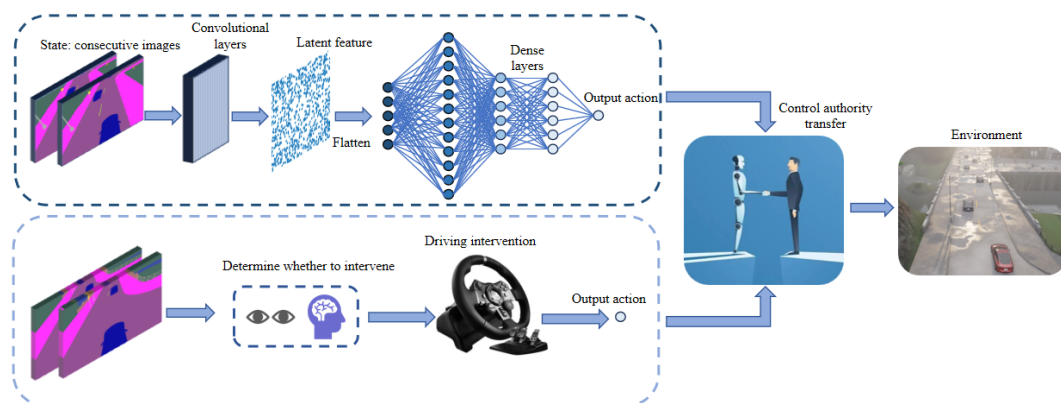 State: consecutive images
Convolutional
layers
Latent feature
Flatten
Dense
layers
Output action
Control authority
transfer
Environment
Determine whether to intervene
Driving intervention
Output action